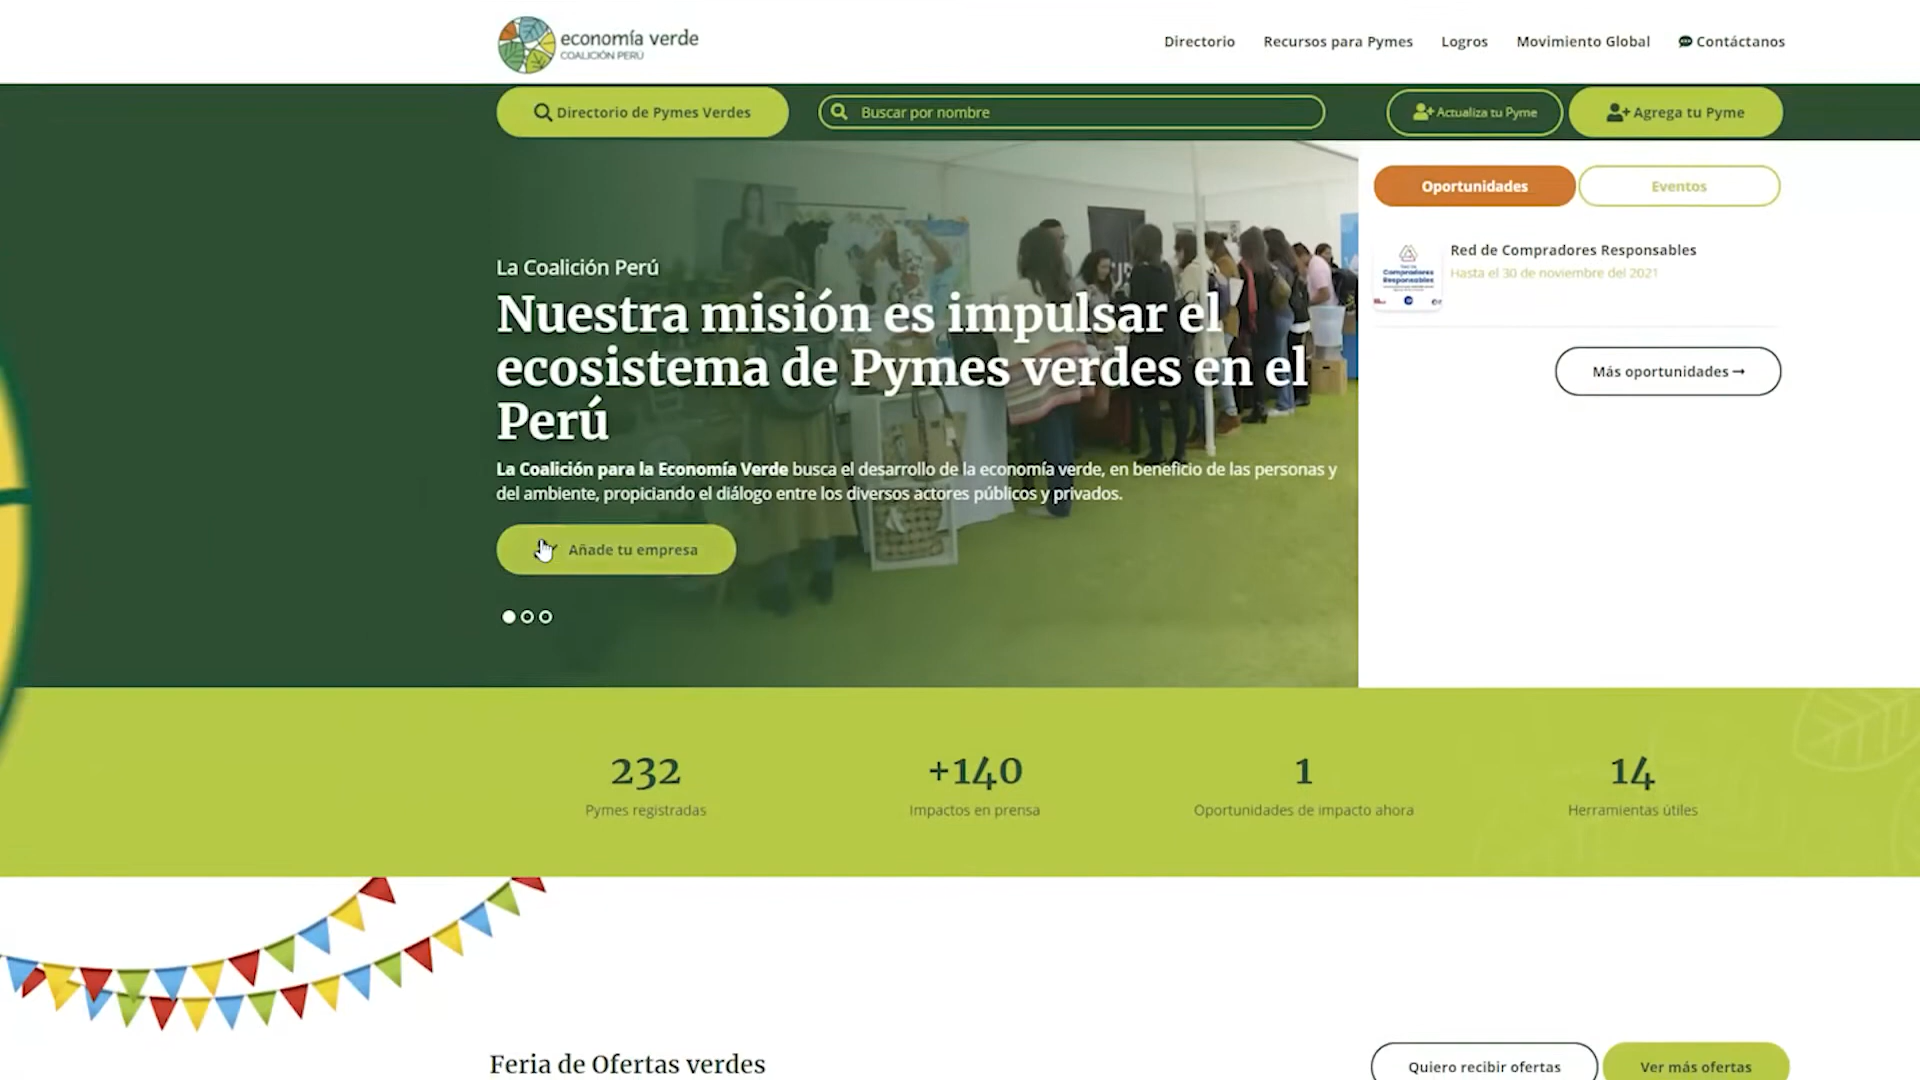 economía verde
COALICIÓN PERÚ
Directorio
Recursos para Pymes
Logros
Movimiento Global
Contáctanos
Directorio de Pymes Verdes
Buscar por nombre
Actualiza tu Pyme
Agrega tu Pyme
Oportunidades
Eventos
La Coalición Perú
Nuestra misión es impulsar el
ecosistema de Pymes verdes en el
Perú
La Coalición para la Economía Verde busca el desarrollo de la economía verde, en beneficio de las personas y
del ambiente, propiciando el diálogo entre los diversos actores públicos y privados.
Añade tu empresa
Compradores
Responsables
Red de Compradores Responsables
Hasta el 30 de noviembre del 2021
Más oportunidades →
232
Pymes registradas
+140
Impactos en prensa
1
Oportunidades de impacto ahora
14
Herramientas útiles
Feria de Ofertas verdes
Quiero recibir ofertas
Ver más ofertas